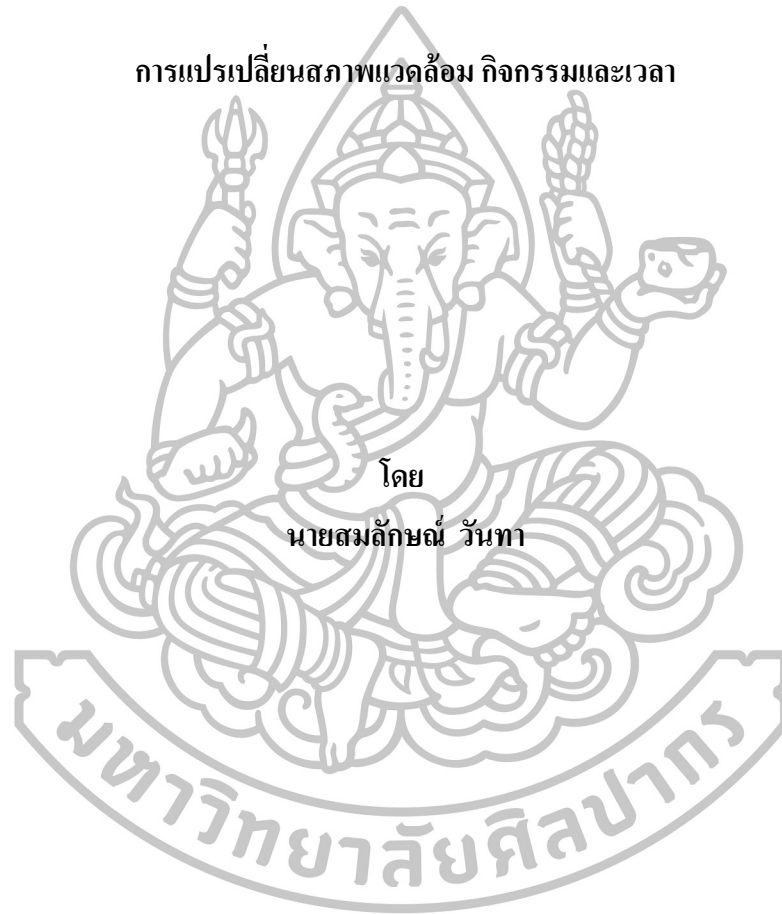 การแปรเปลี่ยนสภาพแวดล้อม กิจกรรมและเวลา
โดย
นายสมลักษณ์ วันทา
มหาวิทยาลัยศิลปากร